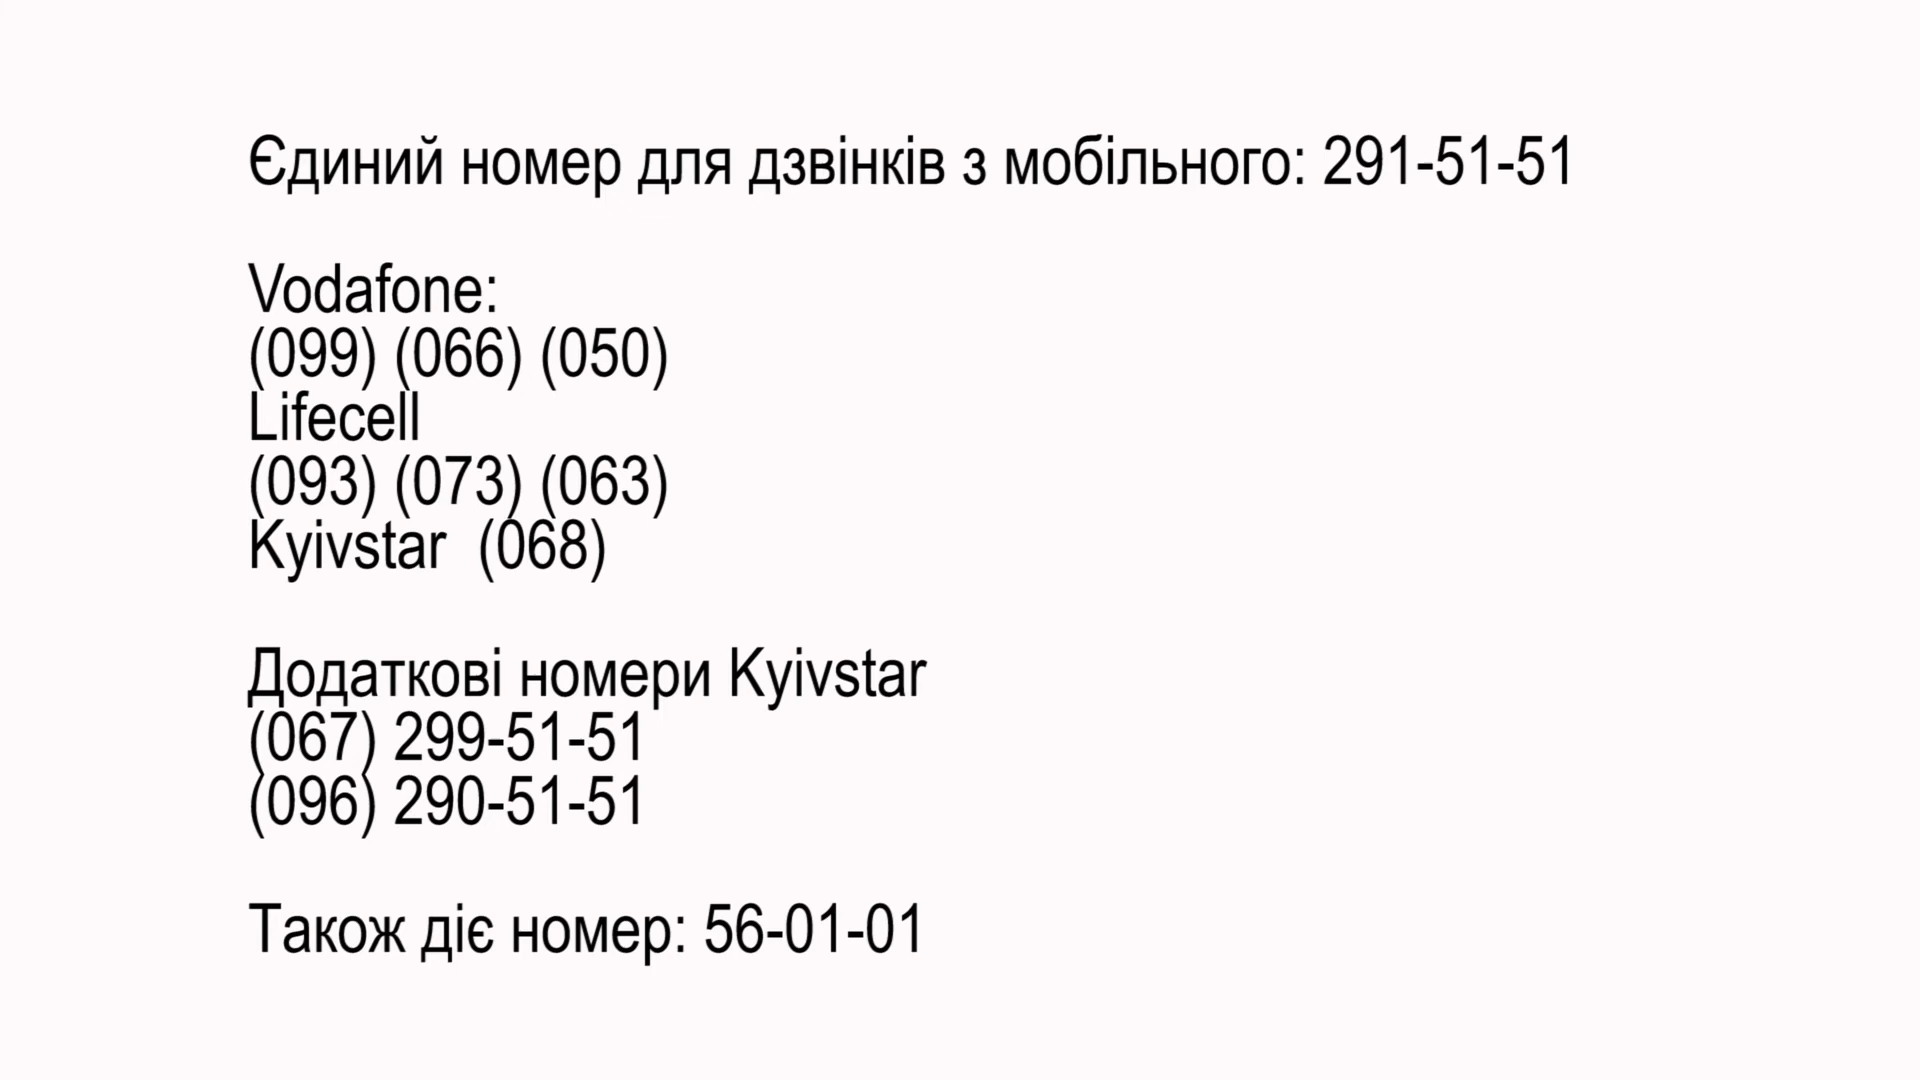 Єдиний номер для дзвінків з мобільного: 291-51-51
Vodafone:
(099) (066) (050)
Lifecell
(093) (073) (063)
Kyivstar  (068)
Додаткові номери Kyivstar
(067) 299-51-51
(096) 290-51-51
Також діє номер: 56-01-01